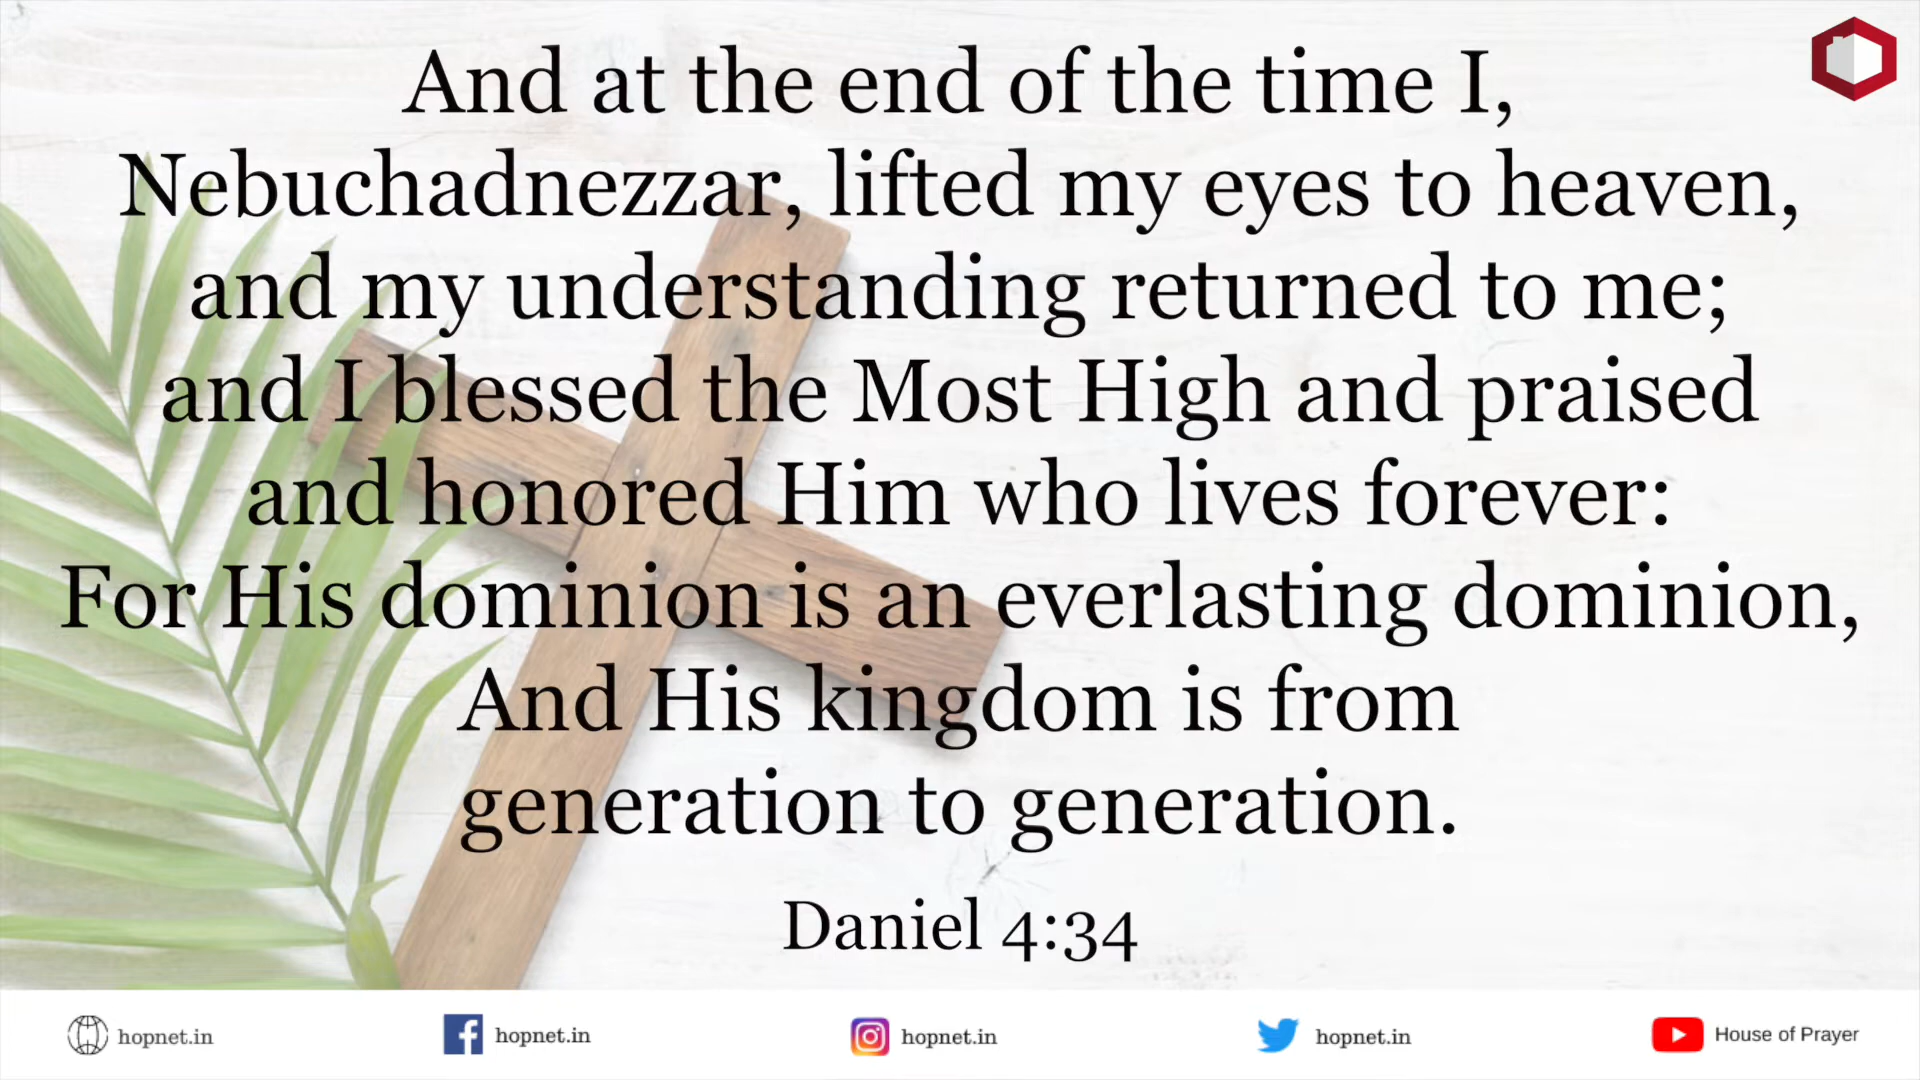 And at the end of the time I,
Nebuchadnezzar, lifted my eyes to heaven,
and my understanding returned to me;
and I blessed the Most High and praised
and honored Him who lives forever:
For His dominion is an everlasting dominion,
And His kingdom is from
generation to generation.
Daniel 4:34
hopnet.in hopnet.in hopnet.in hopnet.in House of Prayer